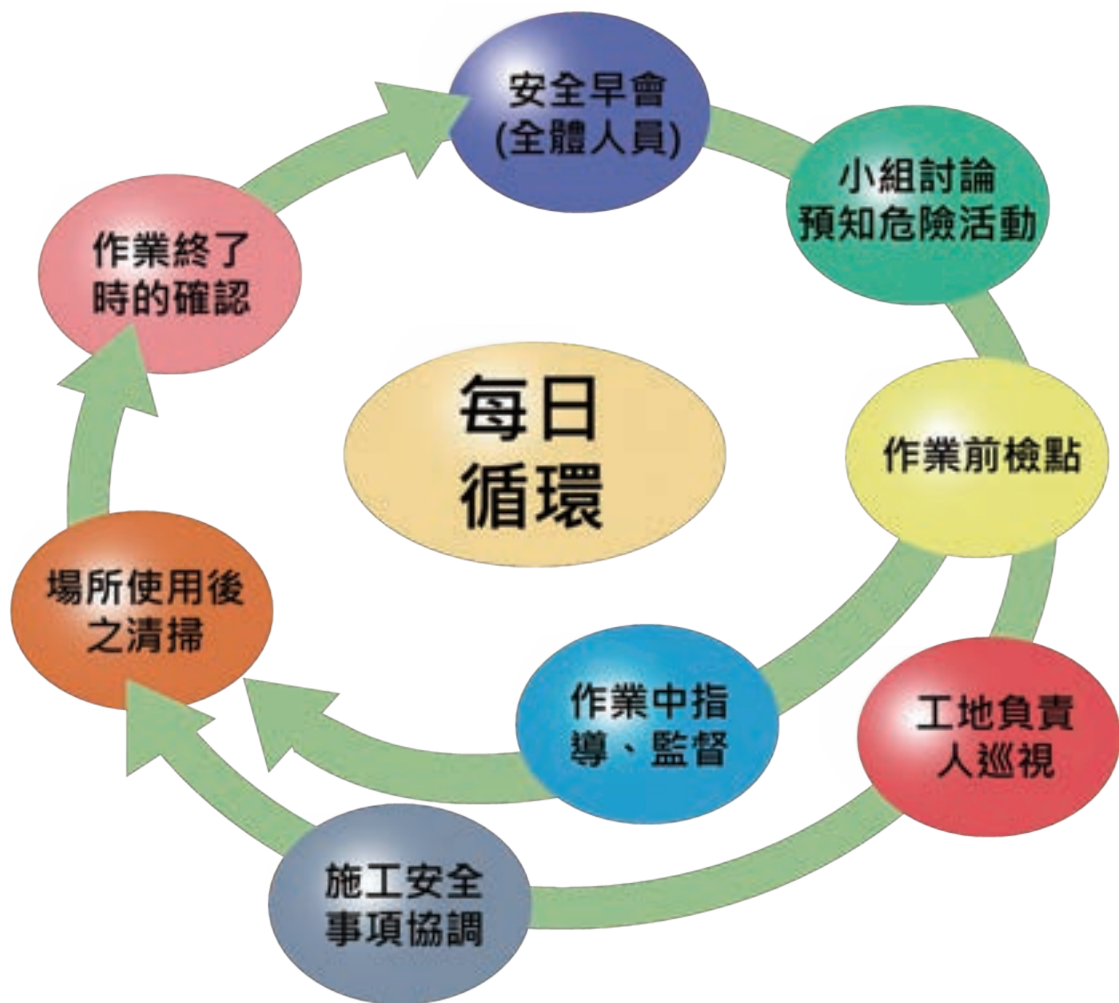 安全早會
(全體人員)
小組討論
預知危險活動
作業前檢點
工地負責
人巡視
作業中指
導、監督
施工安全
事項協調
場所使用後
之清掃
作業終了
時的確認
每日
循環